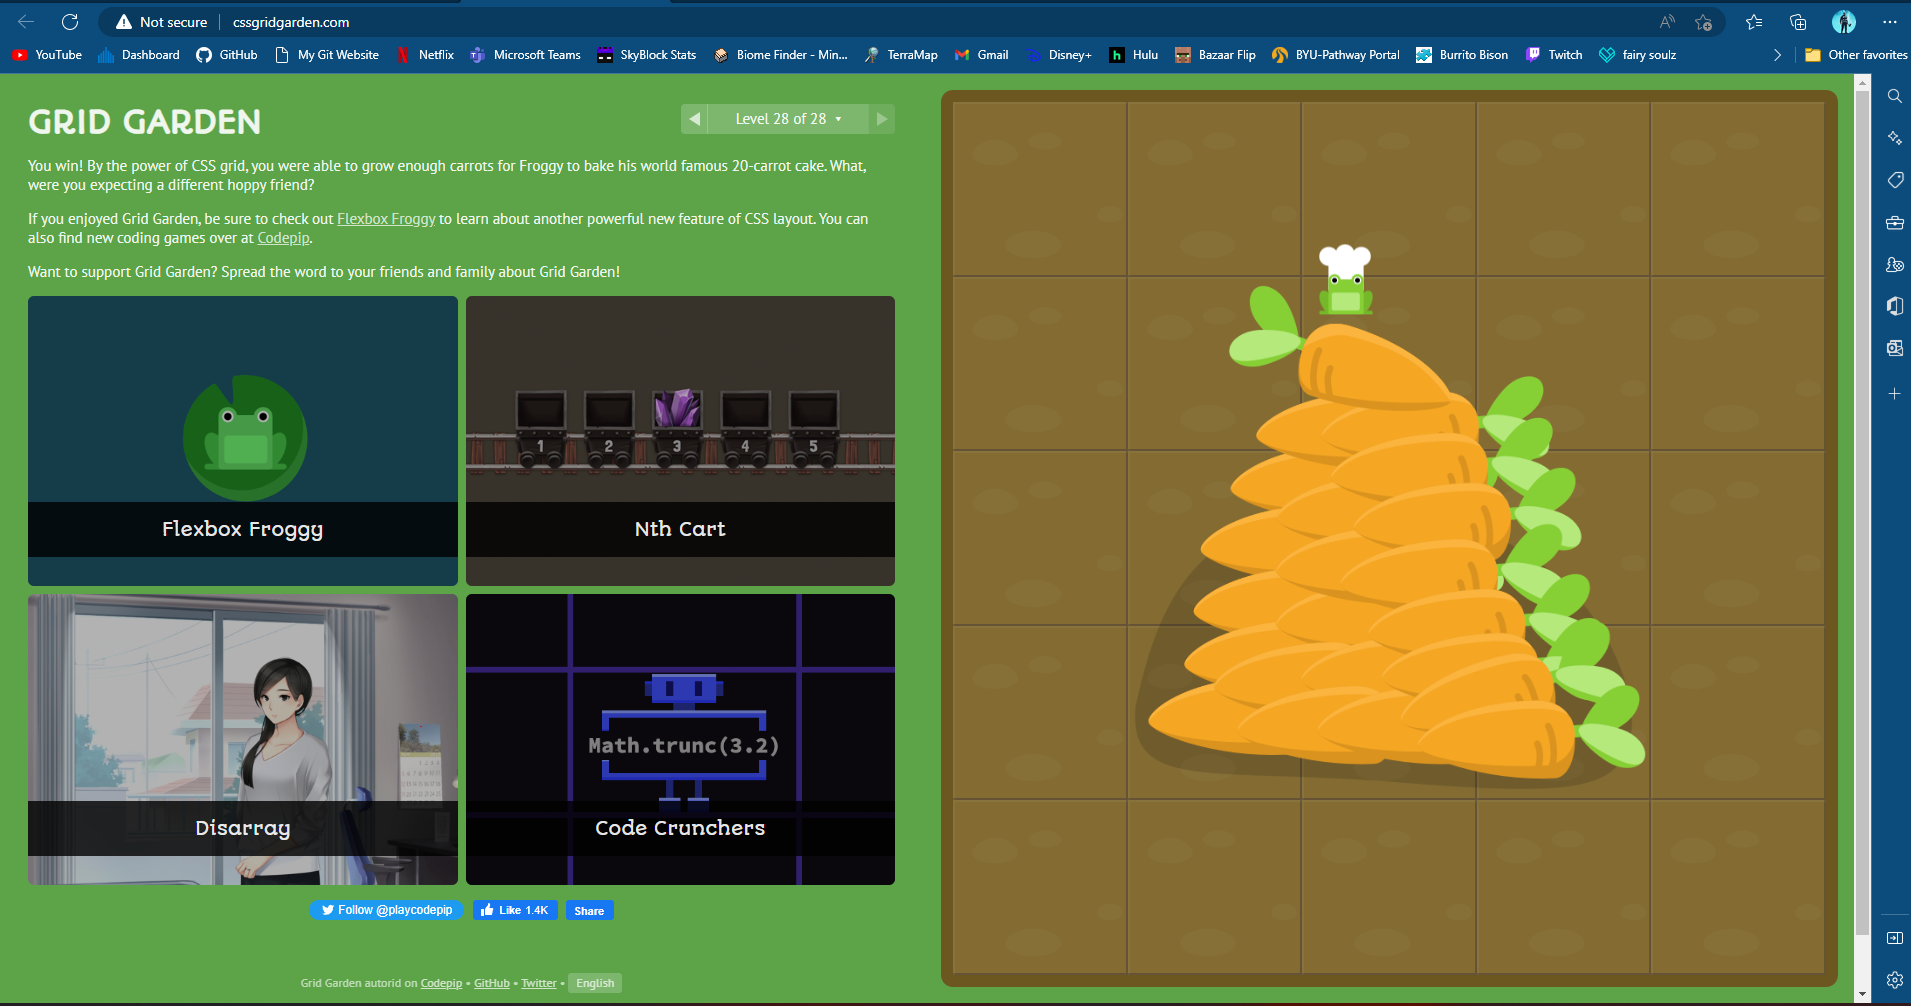 Not secure
cssgridgarden.com
YouTube
Dashboard
GitHub
My Git Website
Netflix
Microsoft Teams
SkyBlock Stats
Biome Finder - Min...
TerraMap
Gmail
Disney+
Hulu
Bazaar Flip
BYU-Pathway Portal
Burrito Bison
Twitch
fairy soulz
Other favorites
GRID GARDEN
Level 28 of 28
You win! By the power of CSS grid, you were able to grow enough carrots for Froggy to bake his world famous 20-carrot cake. What,
were you expecting a different hoppy friend?
If you enjoyed Grid Garden, be sure to check out Flexbox Froggy to learn about another powerful new feature of CSS layout. You can
also find new coding games over at Codepip.
Want to support Grid Garden? Spread the word to your friends and family about Grid Garden!
1 2 3 4 5
Flexbox Froggy
Nth Cart
Math.trunc(3.2)
Disarray
Code Crunchers
Follow @playcodepip
Like 1.4K
Share
Grid Garden autorid on Codepip • GitHub • Twitter • English